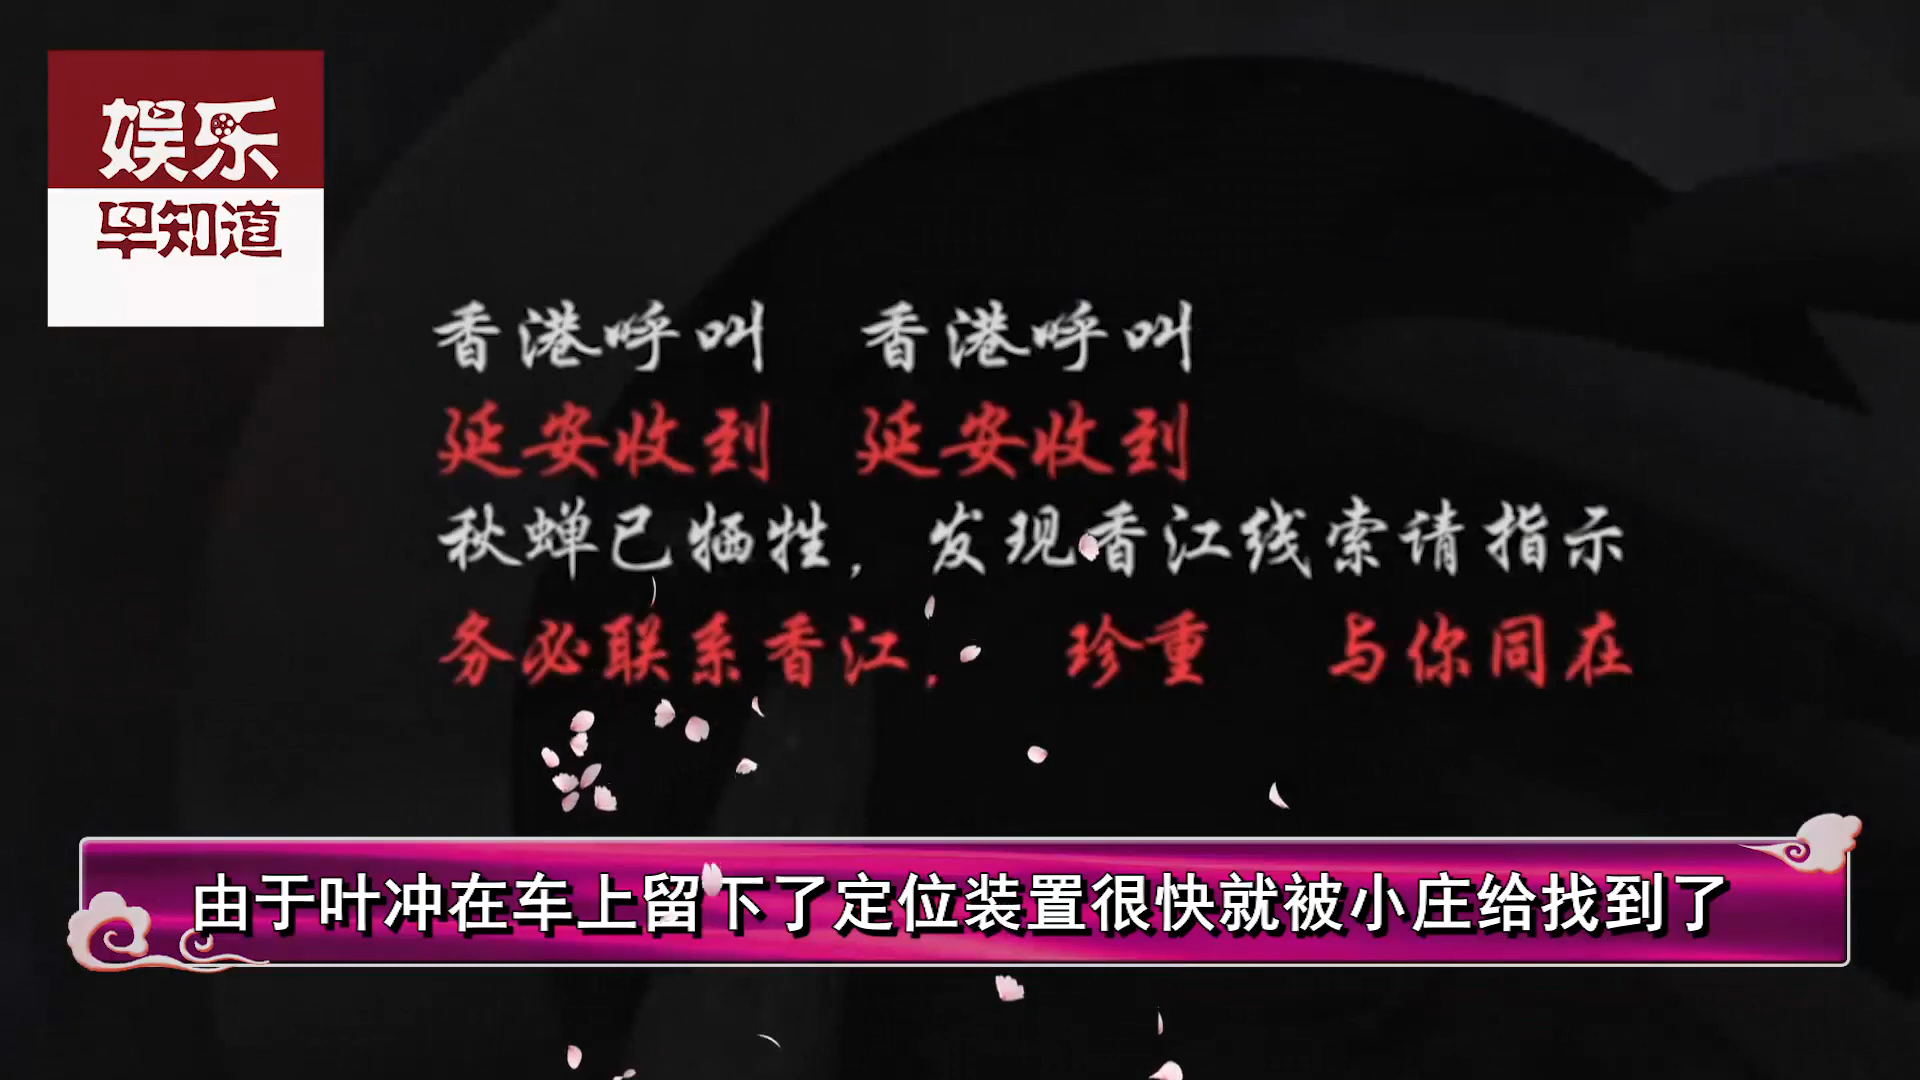 娱乐
早知道
香港呼叫 香港呼叫
延安收到 延安收到
秋蝉已牺牲，发现香江线索请指示
务必联系香江， 珍重 与你同在
由于叶冲在车上留下了定位装置很快就被小庄给找到了